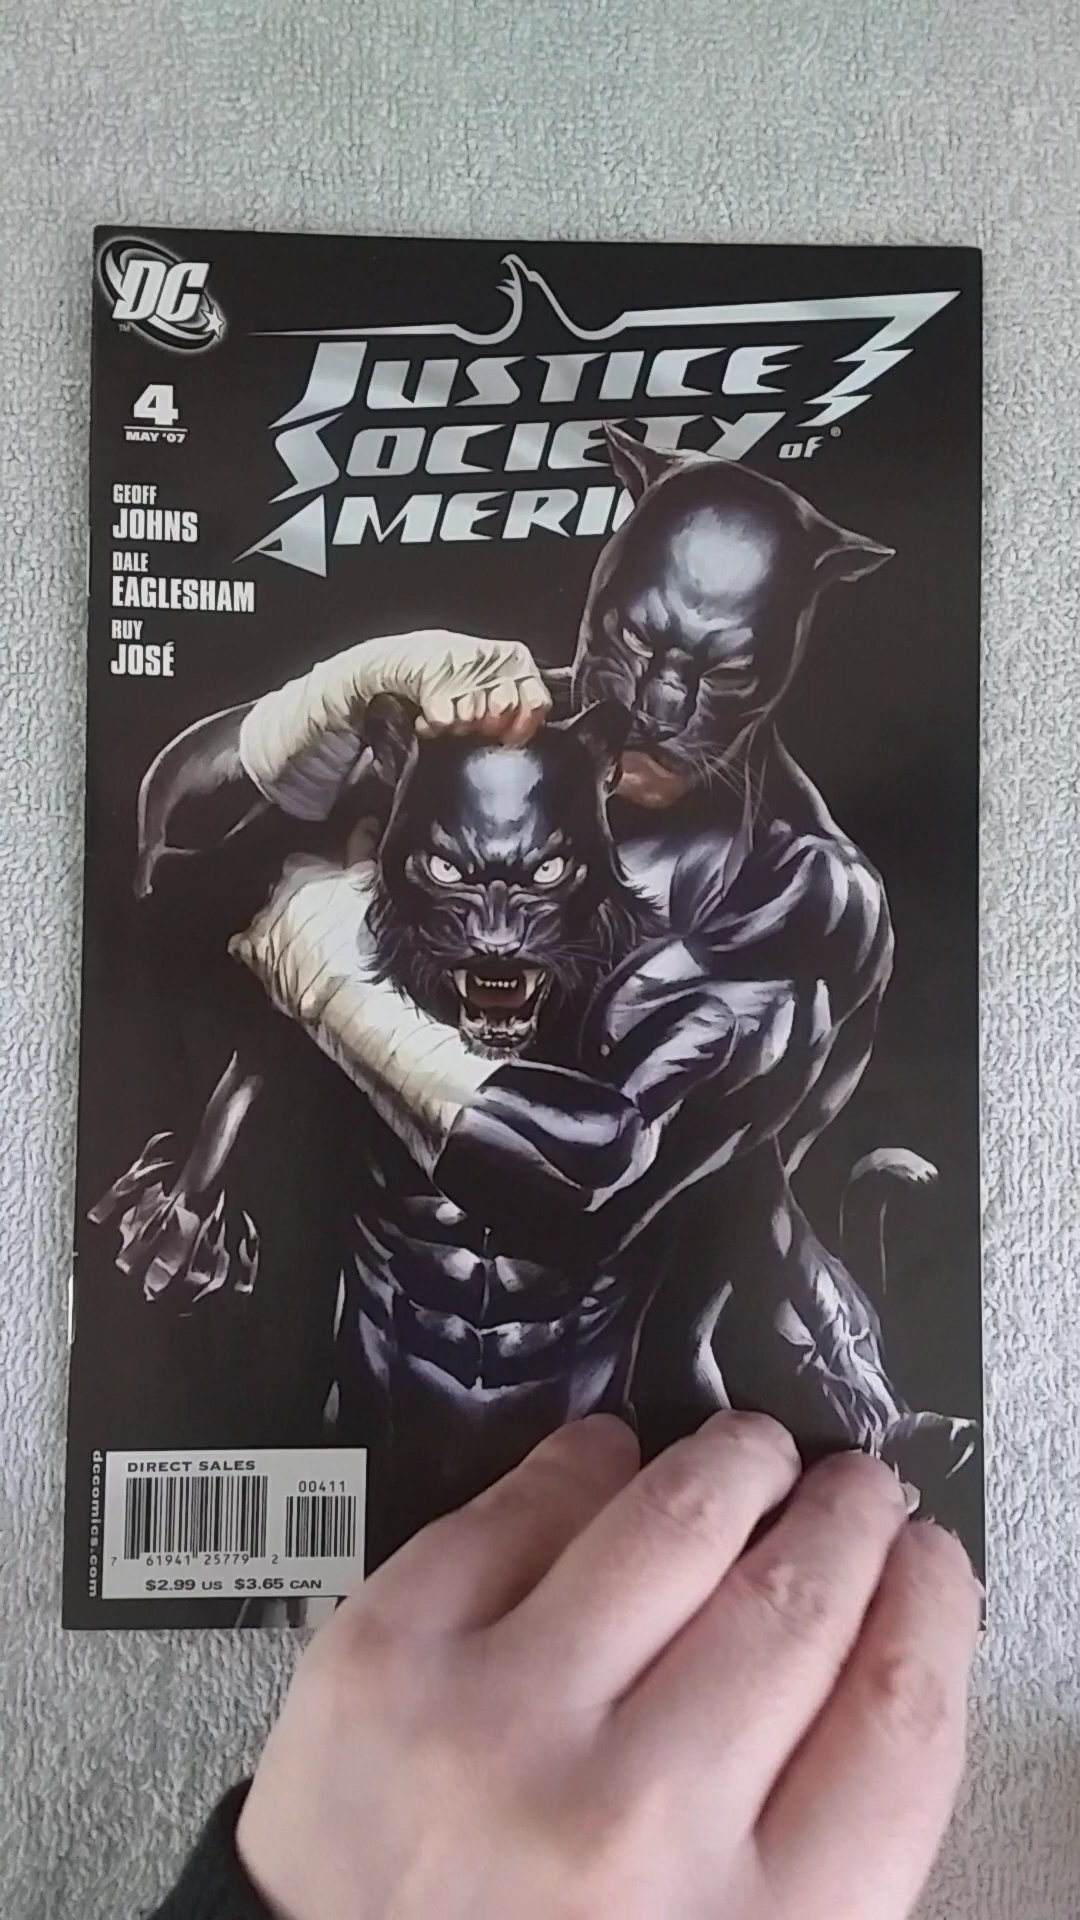 DC
TM
JUSTICE
SOCIETY OF®
AMERI
4
MAY '07
GEOFF
JOHNS
DALE
EAGLESHAM
RUY
JOSÉ
dccomics.com
DIRECT SALES
00411
7 61941 25779 2
$2.99 US $3.65 CAN